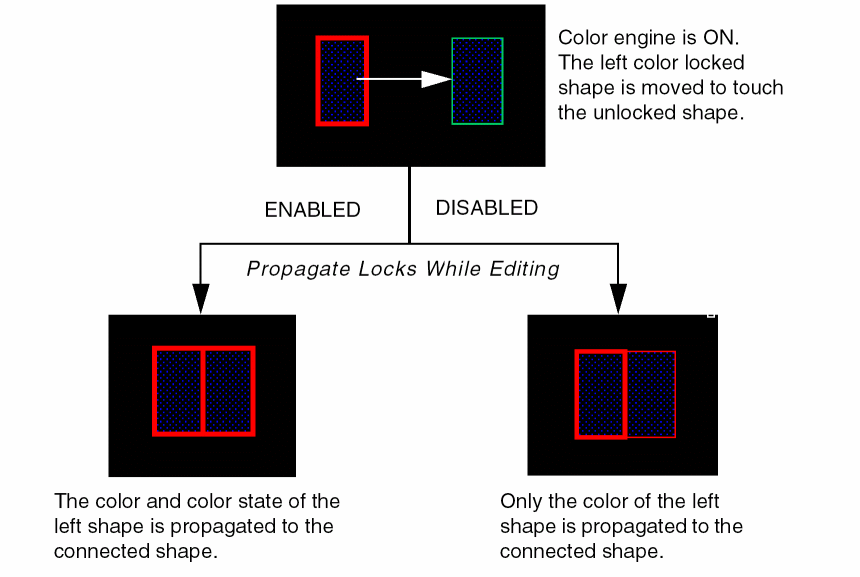 Color engine is ON.
The left color locked
shape is moved to touch
the unlocked shape.
ENABLED
DISABLED
Propagate Locks While Editing
The color and color state of the
left shape is propagated to the
connected shape.
Only the color of the left
shape is propagated to the
connected shape.